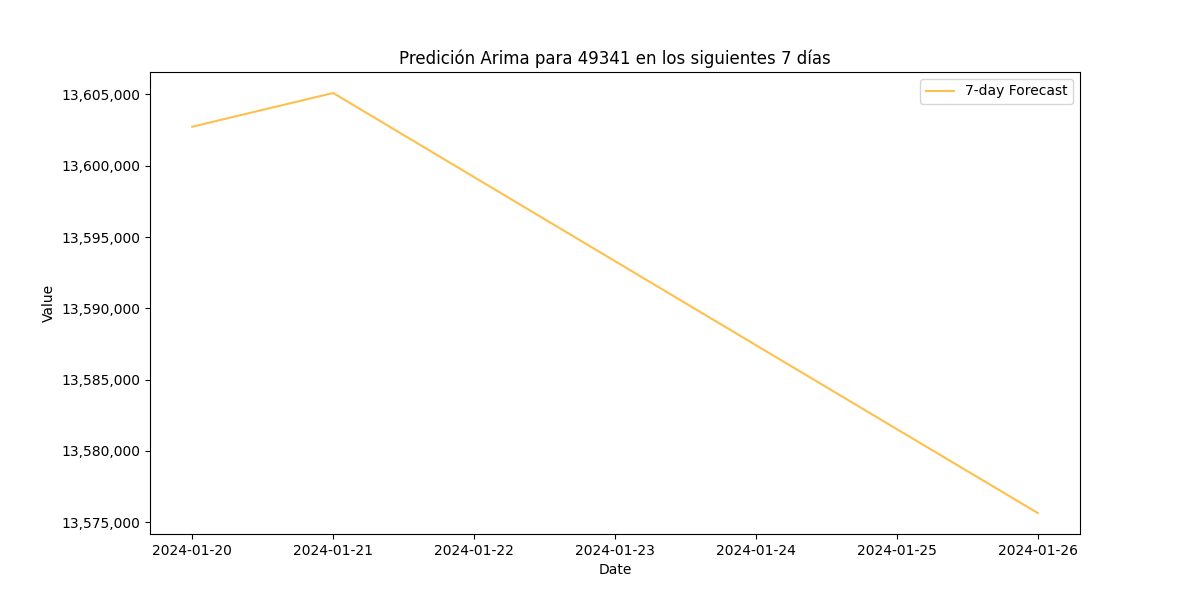 Predición Arima para 49341 en los siguientes 7 días
7-day Forecast
Value
13,605,000
13,600,000
13,595,000
13,590,000
13,585,000
13,580,000
13,575,000
2024-01-20 2024-01-21 2024-01-22 2024-01-23 2024-01-24 2024-01-25 2024-01-26
Date